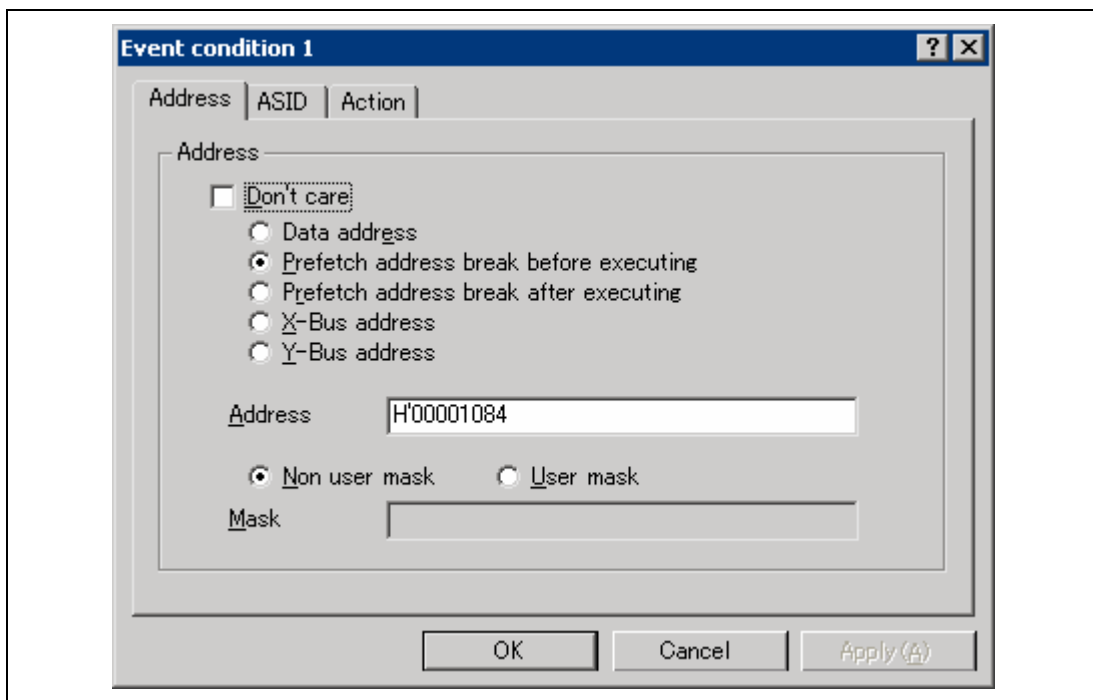 Event condition 1
Address ASID Action
Address
Don't care
Data address
Prefetch address break before executing
Prefetch address break after executing
X-Bus address
Y-Bus address
Address H'00001084
Non user mask User mask
Mask
OK Cancel Apply(A)